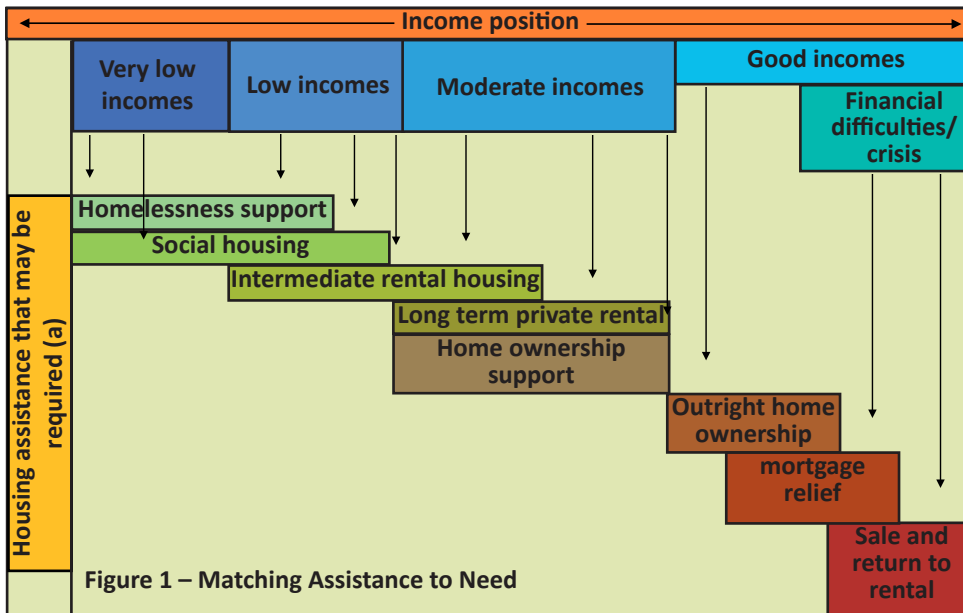 Income position
Very low
incomes
Low incomes
Moderate incomes
Good incomes
Financial
difficulties/
crisis
Housing assistance that may be
required (a)
Homelessness support
Social housing
Intermediate rental housing
Long term private rental
Home ownership
support
Outright home
ownership
mortgage
relief
Sale and
return to
rental
Figure 1 – Matching Assistance to Need